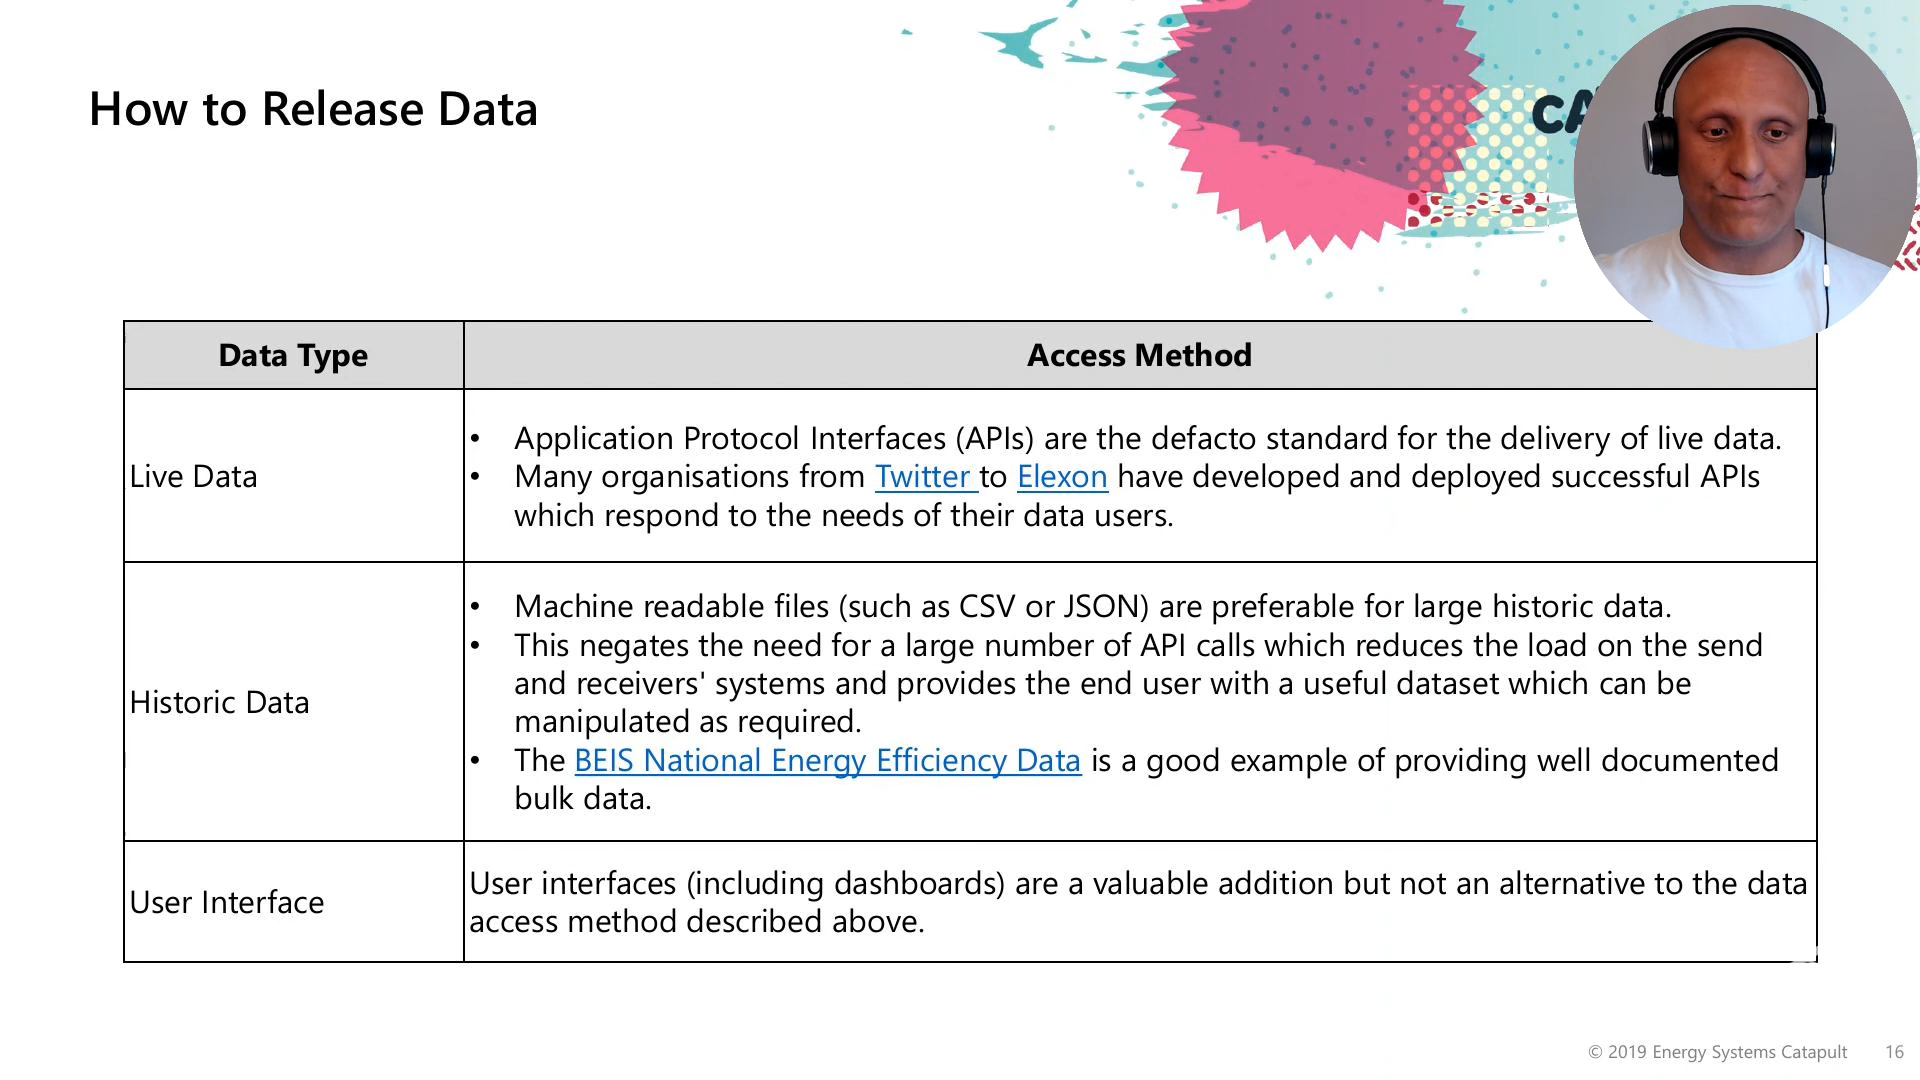 How to Release Data
CA
Data Type
Access Method
Live Data
• Application Protocol Interfaces (APIs) are the defacto standard for the delivery of live data.
• Many organisations from Twitter to Elexon have developed and deployed successful APIs
which respond to the needs of their data users.
Historic Data
• Machine readable files (such as CSV or JSON) are preferable for large historic data.
• This negates the need for a large number of API calls which reduces the load on the send
and receivers' systems and provides the end user with a useful dataset which can be
manipulated as required.
• The BEIS National Energy Efficiency Data is a good example of providing well documented
bulk data.
User Interface
User interfaces (including dashboards) are a valuable addition but not an alternative to the data
access method described above.
© 2019 Energy Systems Catapult
16